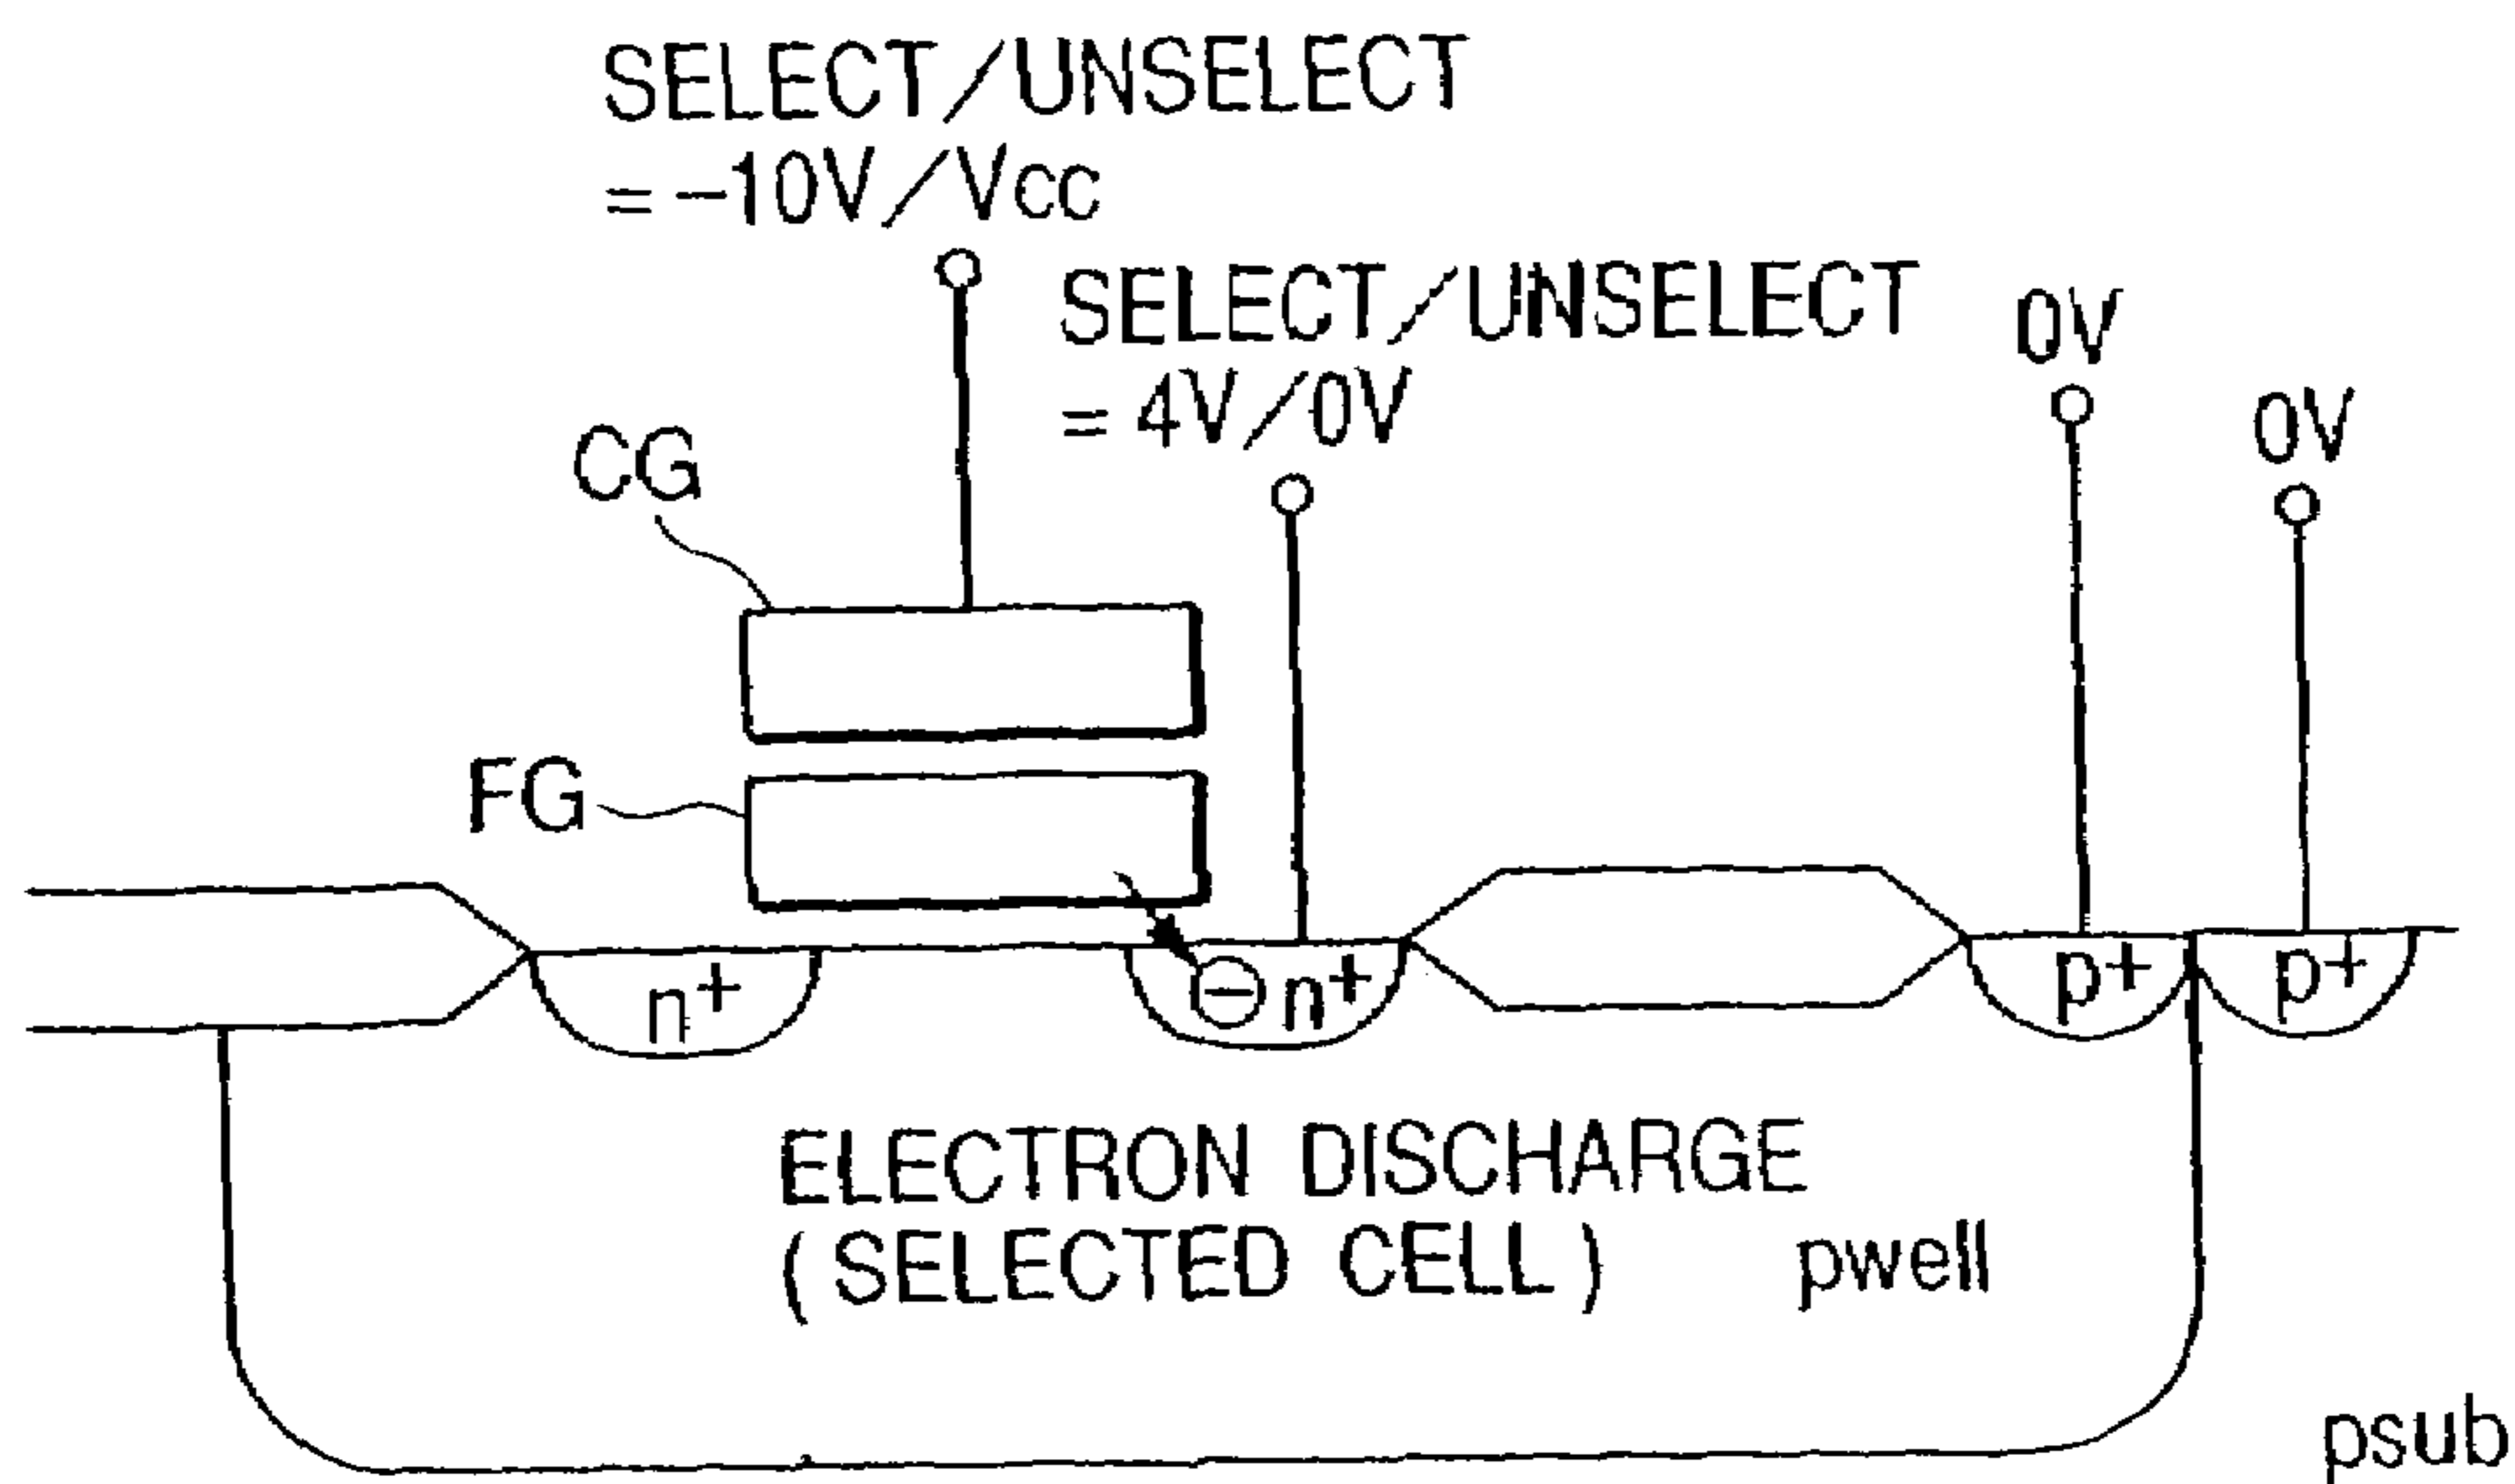 SELECT/UNSELECT
= -10V/Vcc
SELECT/UNSELECT
= 4V/0V
0V
0V
CG
FG
n+
⊖ n+
p+
p+
ELECTRON DISCHARGE
(SELECTED CELL)
pwell
psub